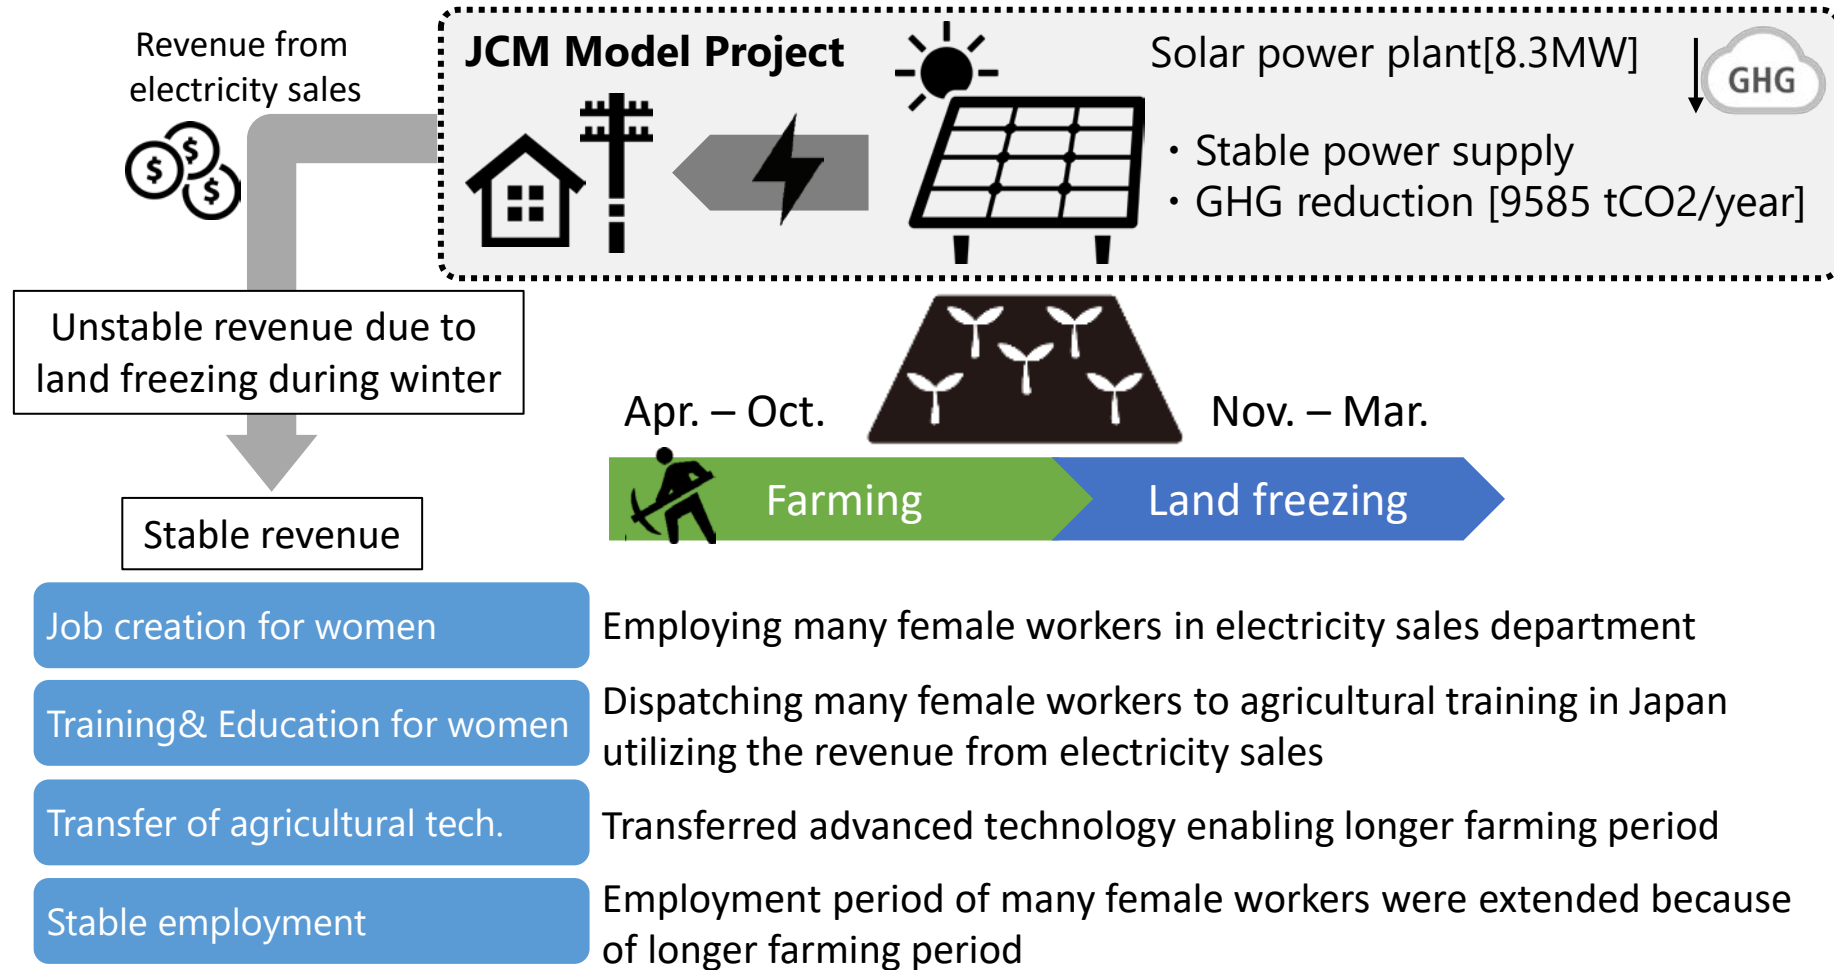 Revenue from
electricity sales
$
$
$
JCM Model Project
Solar power plant[8.3MW]
GHG
・Stable power supply
・GHG reduction [9585 tCO2/year]
Unstable revenue due to
land freezing during winter
Stable revenue
Apr. – Oct.
Nov. – Mar.
Farming
Land freezing
Job creation for women
Employing many female workers in electricity sales department
Training& Education for women
Dispatching many female workers to agricultural training in Japan
utilizing the revenue from electricity sales
Transfer of agricultural tech.
Transferred advanced technology enabling longer farming period
Stable employment
Employment period of many female workers were extended because
of longer farming period